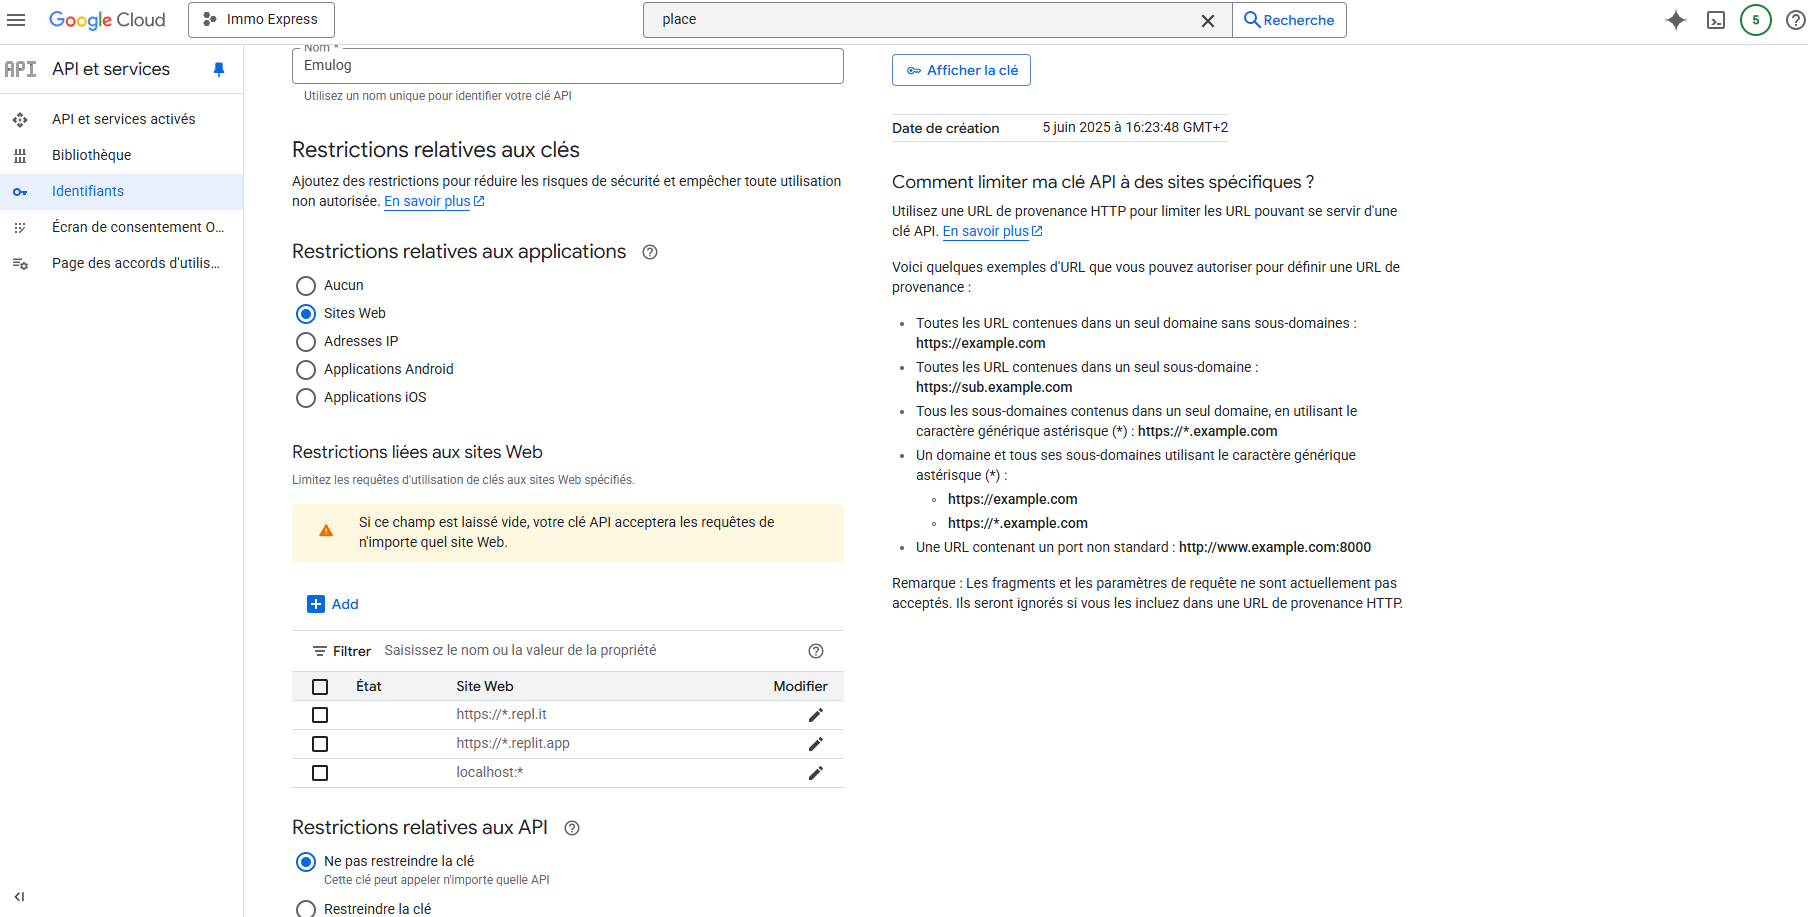 Google Cloud
Immo Express
place
Recherche
5
API
API et services
API et services activés
Bibliothèque
Identifiants
Écran de consentement O...
Page des accords d'utilis...
Nom *
Emulog
Utilisez un nom unique pour identifier votre clé API
Restrictions relatives aux clés
Ajoutez des restrictions pour réduire les risques de sécurité et empêcher toute utilisation
non autorisée. En savoir plus
Restrictions relatives aux applications
Aucun
Sites Web
Adresses IP
Applications Android
Applications iOS
Restrictions liées aux sites Web
Limitez les requêtes d'utilisation de clés aux sites Web spécifiés.
Si ce champ est laissé vide, votre clé API acceptera les requêtes de
n'importe quel site Web.
Add
Filtrer Saisissez le nom ou la valeur de la propriété
État Site Web Modifier
https://*.repl.it
https://*.replit.app
localhost:*
Restrictions relatives aux API
Ne pas restreindre la clé
Cette clé peut appeler n'importe quelle API
Restreindre la clé
Afficher la clé
Date de création 5 juin 2025 à 16:23:48 GMT+2
Comment limiter ma clé API à des sites spécifiques ?
Utilisez une URL de provenance HTTP pour limiter les URL pouvant se servir d'une
clé API. En savoir plus
Voici quelques exemples d'URL que vous pouvez autoriser pour définir une URL de
provenance :
• Toutes les URL contenues dans un seul domaine sans sous-domaines :
https://example.com
• Toutes les URL contenues dans un seul sous-domaine :
https://sub.example.com
• Tous les sous-domaines contenus dans un seul domaine, en utilisant le
caractère générique astérisque (*) : https://*.example.com
• Un domaine et tous ses sous-domaines utilisant le caractère générique
astérisque (*) :
◦ https://example.com
◦ https://*.example.com
• Une URL contenant un port non standard : http://www.example.com:8000
Remarque : Les fragments et les paramètres de requête ne sont actuellement pas
acceptés. Ils seront ignorés si vous les incluez dans une URL de provenance HTTP.